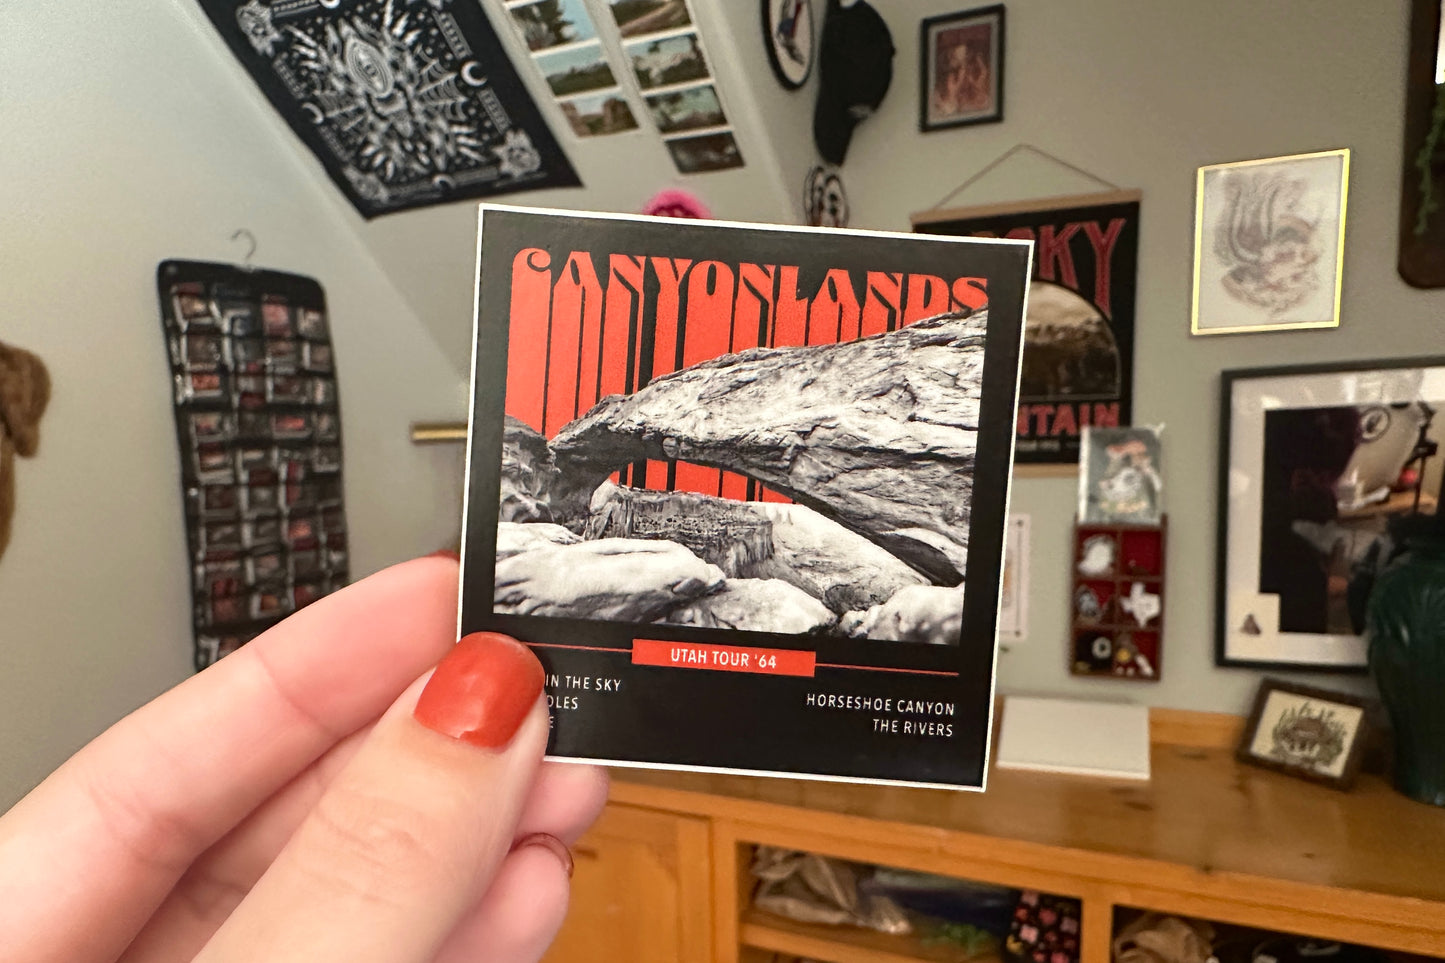 CANYONLANDS
UTAH TOUR '64
IN THE SKY
HORSESHOE CANYON
THE RIVERS